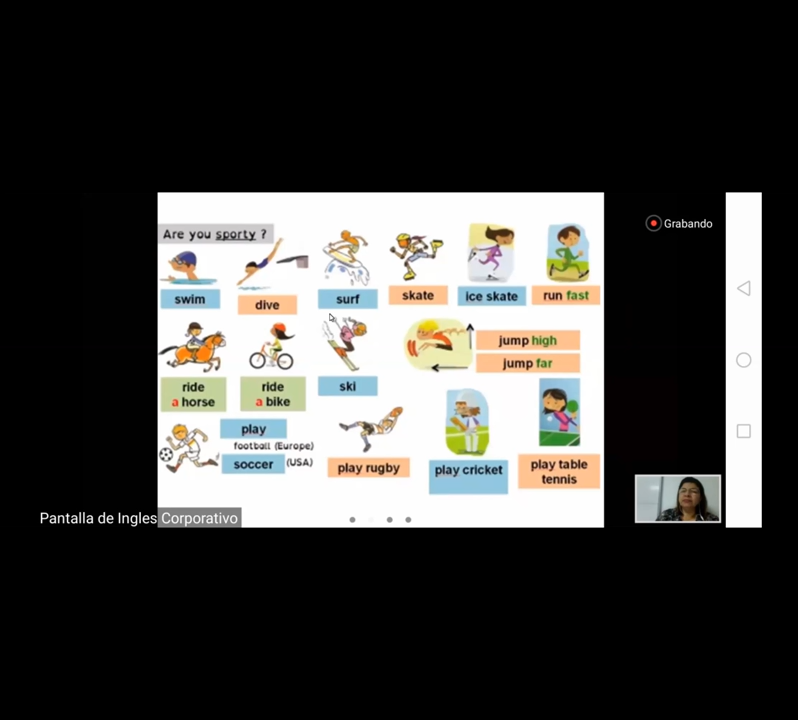 Are you sporty ?
Grabando
swim
dive
surf
skate
ice skate
run fast
jump high
jump far
ride
a horse
ride
a bike
ski
play
football (Europe)
soccer (USA)
play rugby
play cricket
play table
tennis
Pantalla de Ingles Corporativo